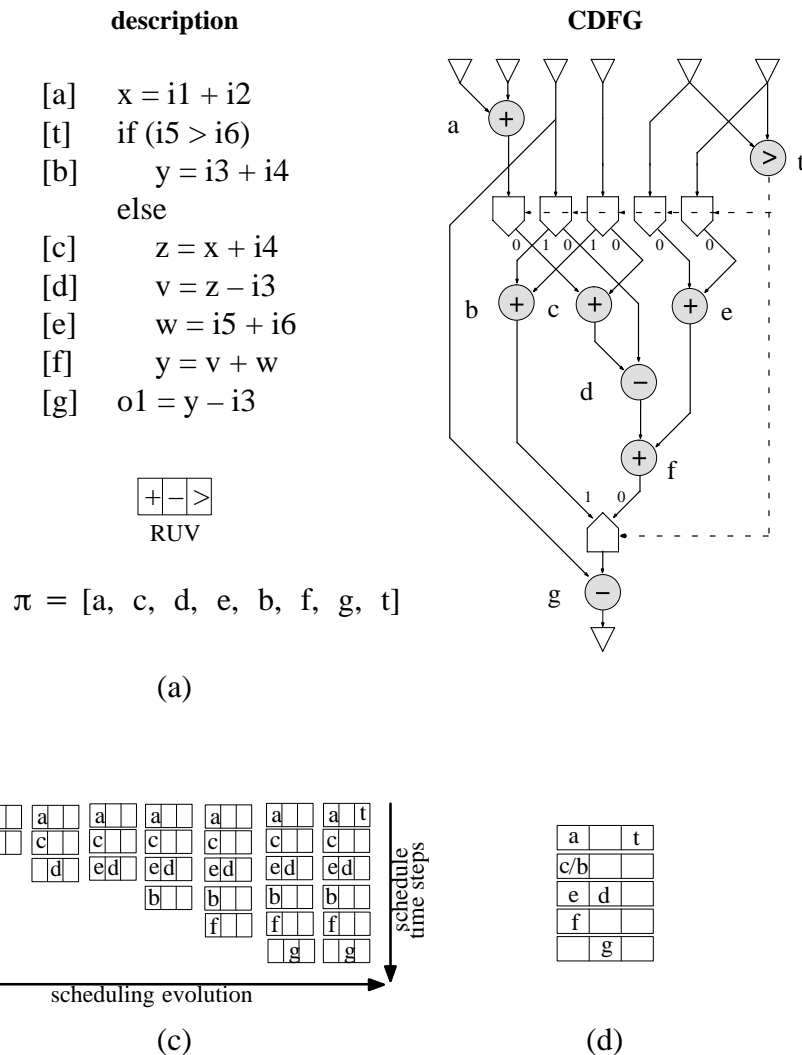 description
CDFG
[a] x = i1 + i2
[t] if (i5 > i6)
[b] y = i3 + i4
else
[c] z = x + i4
[d] v = z – i3
[e] w = i5 + i6
[f] y = v + w
[g] o1 = y – i3
+ – >
RUV
π = [a, c, d, e, b, f, g, t]
(a)
a +
> t
0 1 0 1 0 0 0
b + c + + e
d –
+ f
1 0
g –
a a a a a a t
c c c c c c
d e d e d e d e d e d
b b b b
f f f
g g
schedule
time steps
scheduling evolution
(c)
a t
c/b
e d
f
g
(d)